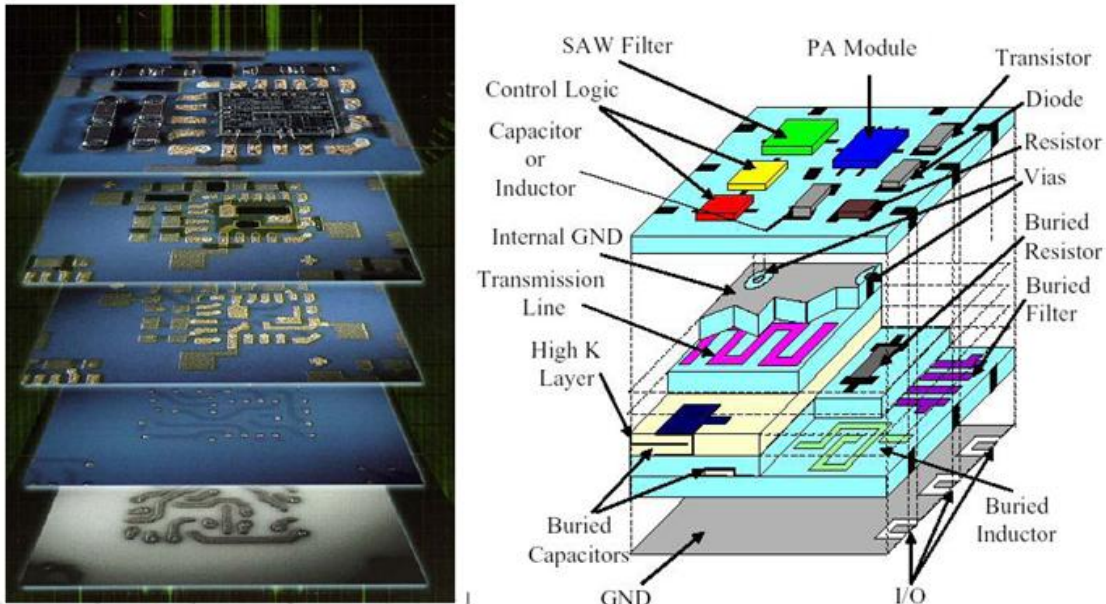 SAW Filter
PA Module
Transistor
Control Logic
Diode
Capacitor
or
Inductor
Resistor
Vias
Internal GND
Buried
Resistor
Transmission
Line
Buried
Filter
High K
Layer
Buried
Capacitors
Buried
Inductor
GND
I/O